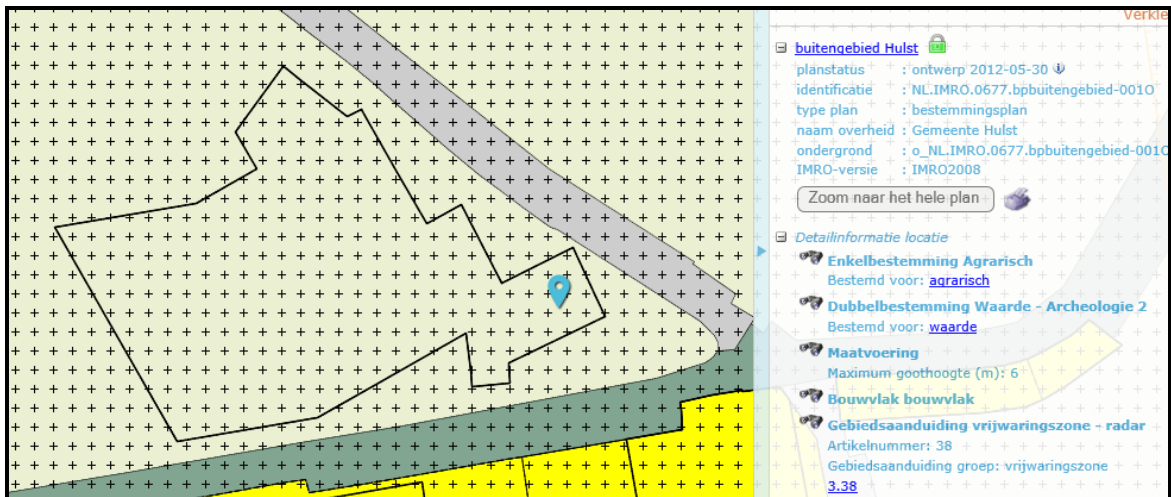 Verkle
buitengebied Hulst
planstatus : ontwerp 2012-05-30
identificatie : NL.IMRO.0677.bpbuitengebied-001O
type plan : bestemmingsplan
naam overheid : Gemeente Hulst
ondergrond : o_NL.IMRO.0677.bpbuitengebied-001O
IMRO-versie : IMRO2008
Zoom naar het hele plan
Detailinformatie locatie
Enkelbestemming Agrarisch
Bestemd voor: agrarisch
Dubbelbestemming Waarde - Archeologie 2
Bestemd voor: waarde
Maatvoering
Maximum goothoogte (m): 6
Bouwvlak bouwvlak
Gebiedsaanduiding vrijwaringszone - radar
Artikelnummer: 38
Gebiedsaanduiding groep: vrijwaringszone
3.38